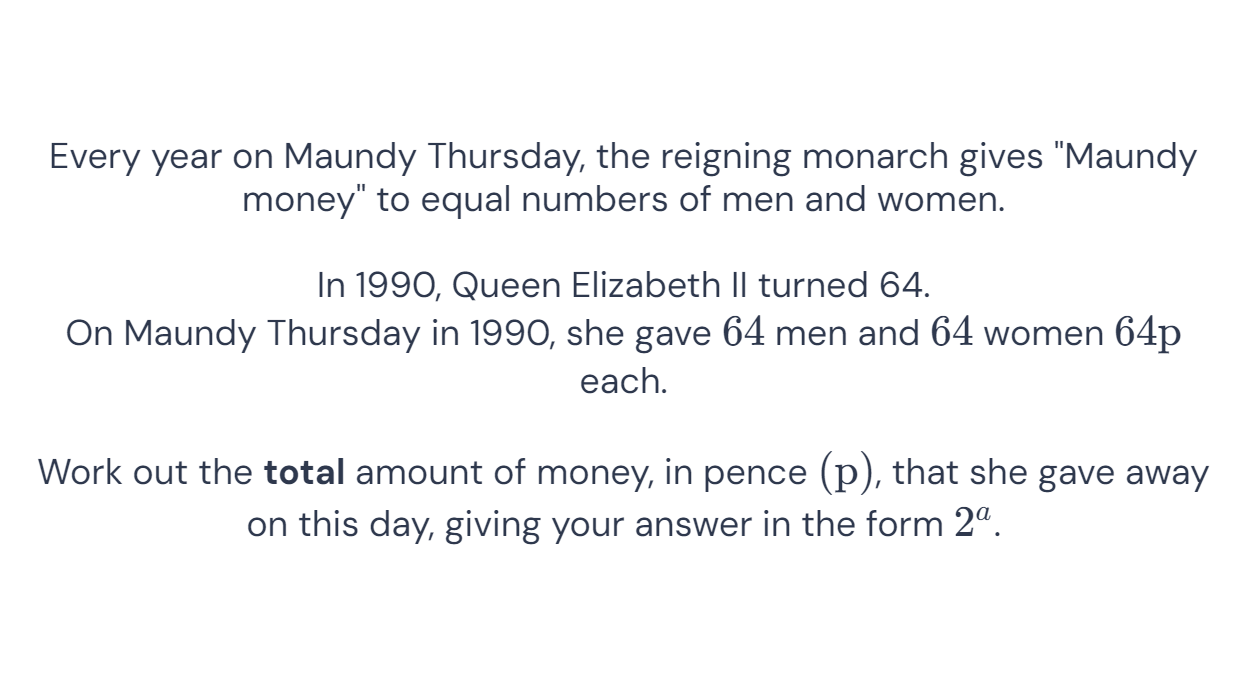 Every year on Maundy Thursday, the reigning monarch gives "Maundy
money" to equal numbers of men and women.
In 1990, Queen Elizabeth II turned 64.
On Maundy Thursday in 1990, she gave 64 men and 64 women 64p
each.
Work out the total amount of money, in pence (p), that she gave away
on this day, giving your answer in the form 2ᵃ.